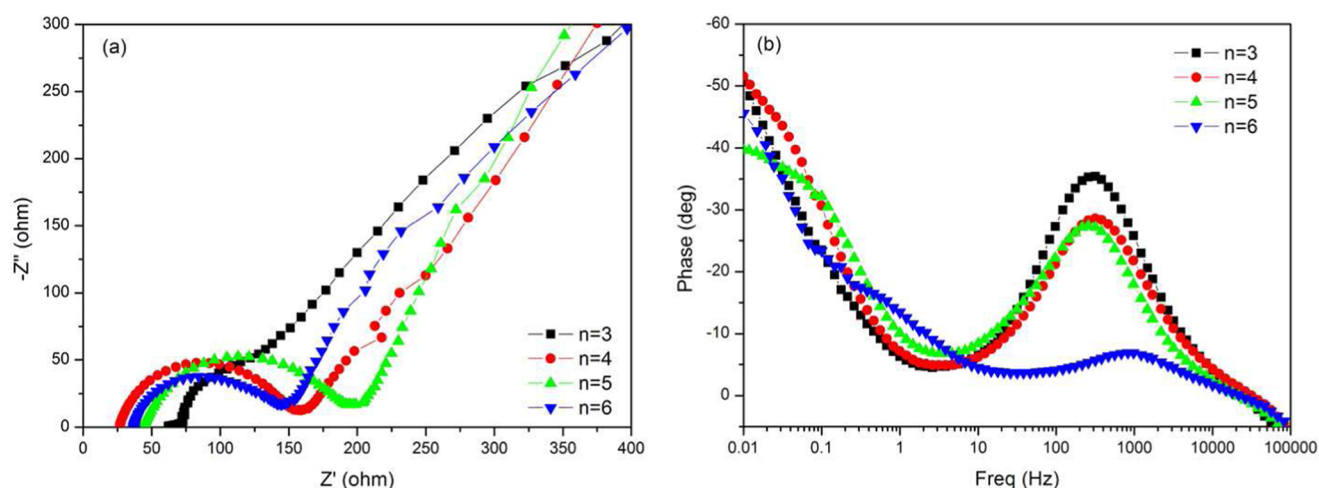 (a)
-Z" (ohm)
300
250
200
150
100
50
0
0 50 100 150 200 250 300 350 400
Z' (ohm)
n=3
n=4
n=5
n=6
(b)
Phase (deg)
-60
-50
-40
-30
-20
-10
0
0.01 0.1 1 10 100 1000 10000 100000
Freq (Hz)
n=3
n=4
n=5
n=6